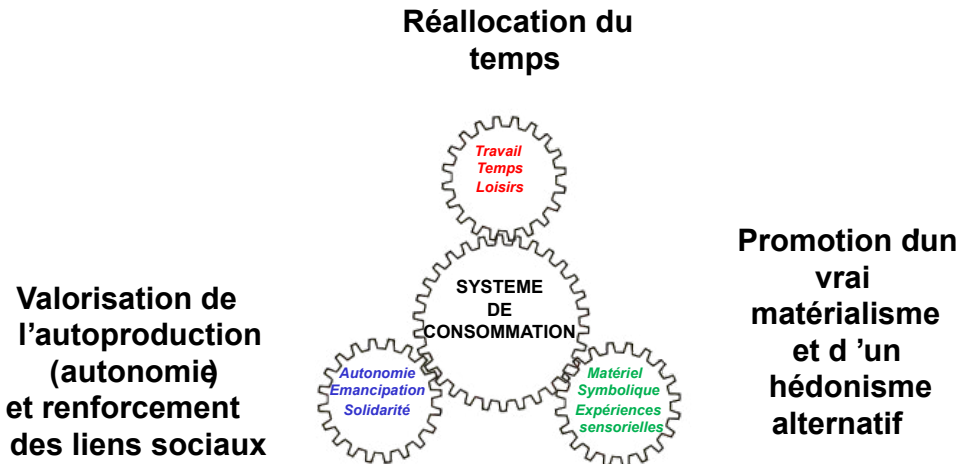 Réallocation du
temps
Travail
Temps
Loisirs
SYSTEME
DE
CONSOMMATION
Valorisation de
l’autoproduction
(autonomie)
et renforcement
des liens sociaux
Autonomie
Emancipation
Solidarité
Matériel
Symbolique
Expériences
sensorielles
Promotion dun
vrai
matérialisme
et d ’un
hédonisme
alternatif